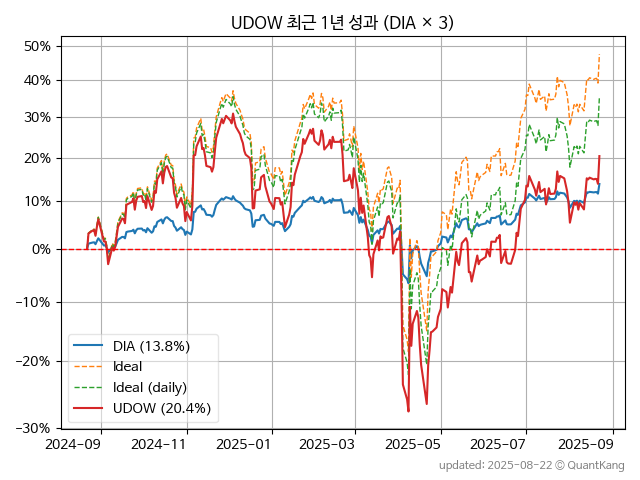 UDOW 최근 1년 성과 (DIA × 3)
50%
40%
30%
20%
10%
0%
−10%
−20%
−30%
DIA (13.8%)
Ideal
Ideal (daily)
UDOW (20.4%)
2024-09
2024-11
2025-01
2025-03
2025-05
2025-07
2025-09
updated: 2025-08-22 © QuantKang